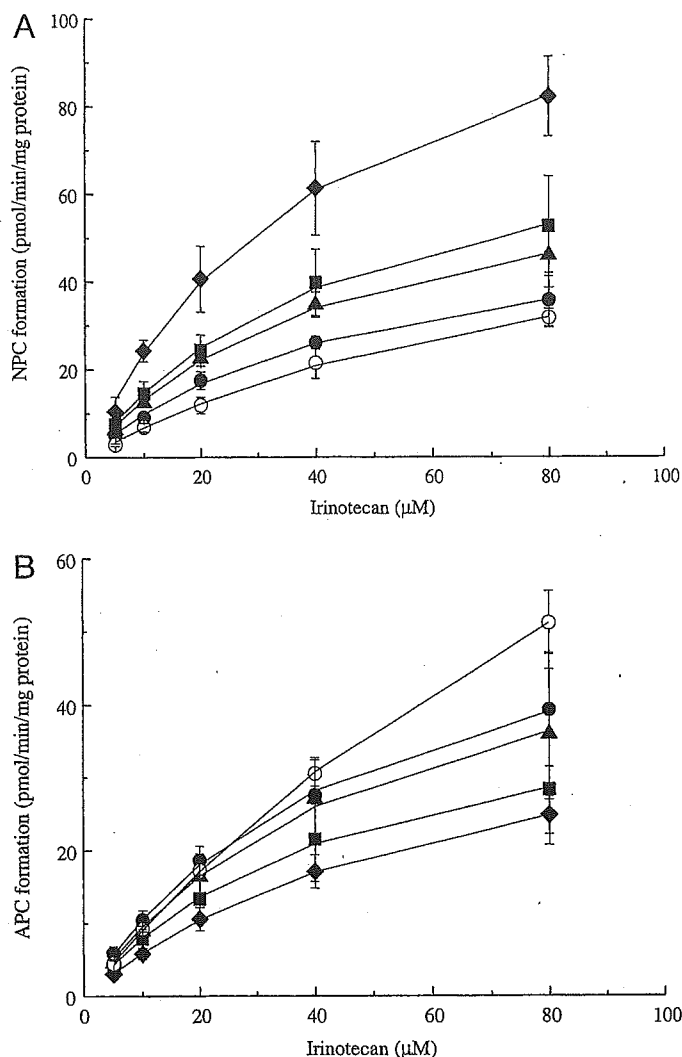 A
100
80
60
40
20
0
NPC formation (pmol/min/mg protein)
0 20 40 60 80 100
Irinotecan (μM)
B
60
40
20
0
APC formation (pmol/min/mg protein)
0 20 40 60 80 100
Irinotecan (μM)